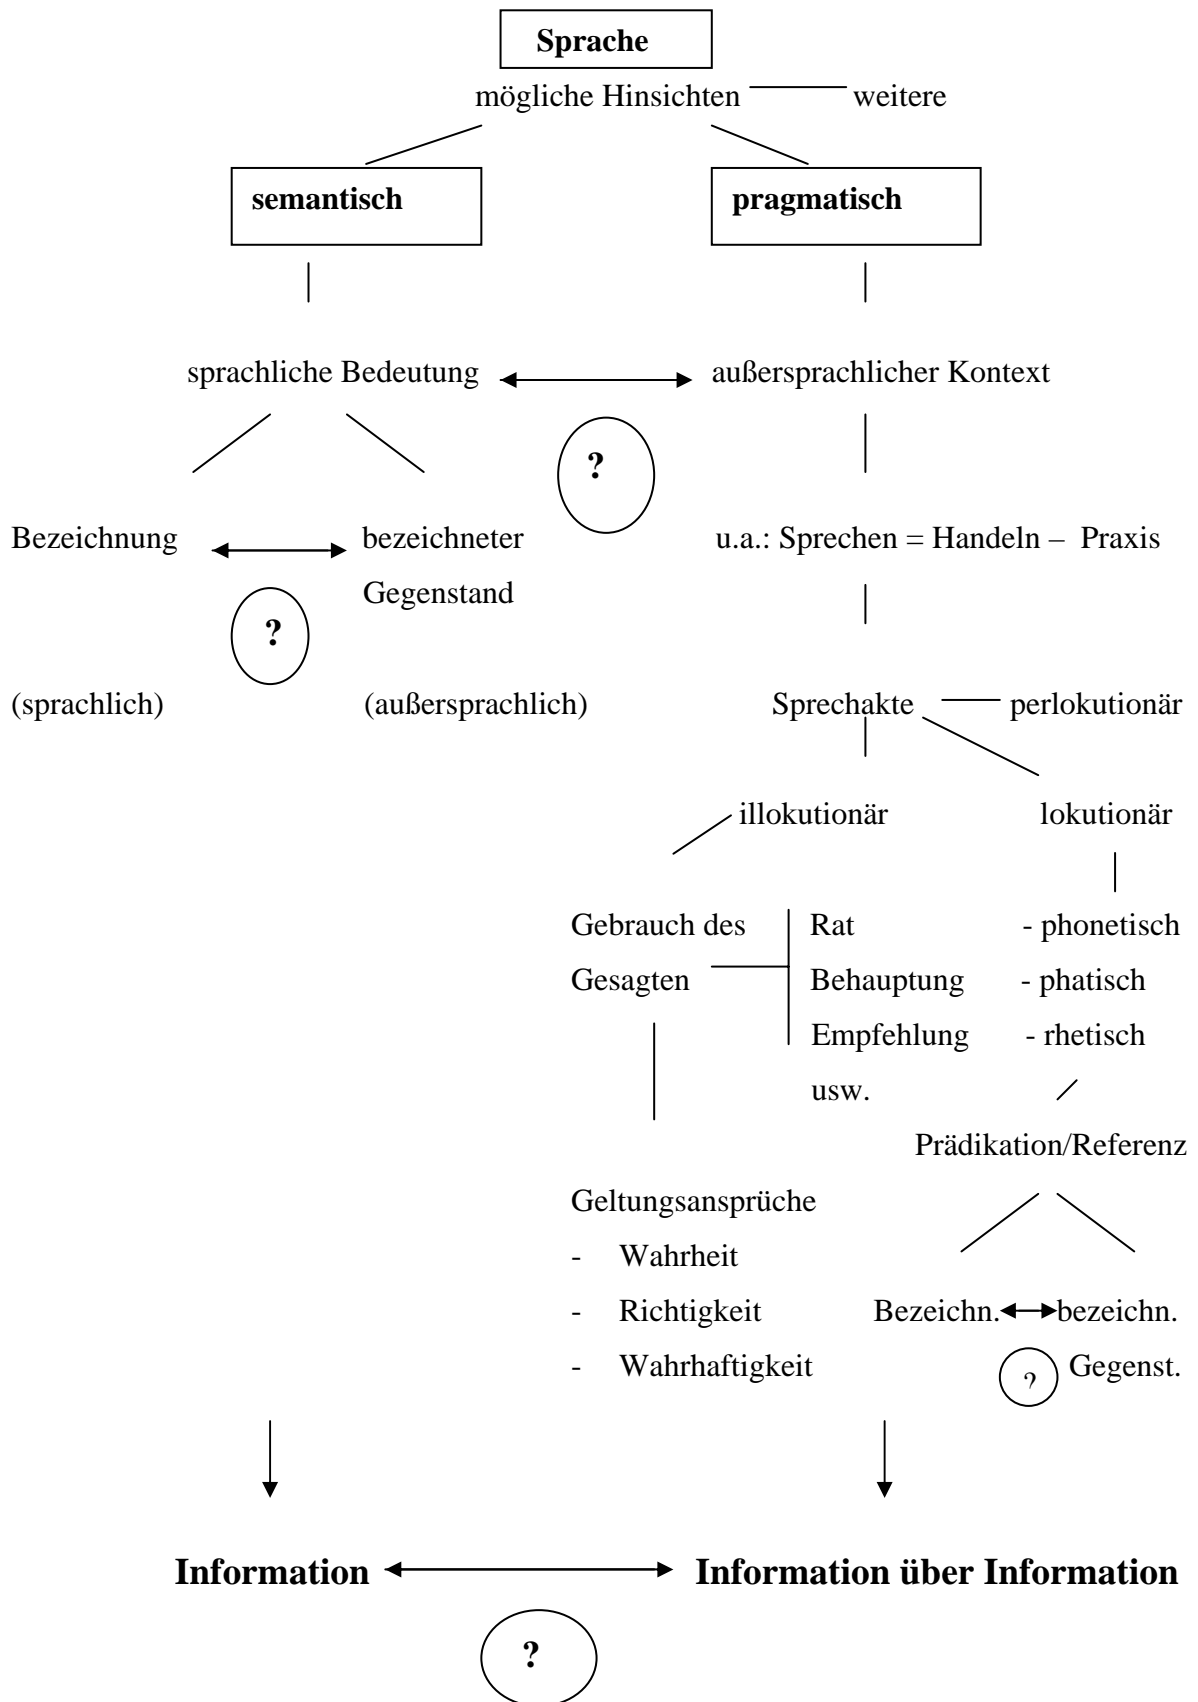 Sprache
mögliche Hinsichten weitere
semantisch pragmatisch
sprachliche Bedeutung außersprachlicher Kontext
?
Bezeichnung bezeichneter u.a.: Sprechen = Handeln – Praxis
Gegenstand
?
(sprachlich) (außersprachlich) Sprechakte perlokutionär
illokutionär lokutionär
Gebrauch des Rat - phonetisch
Gesagten Behauptung - phatisch
Empfehlung - rhetisch
usw.
Prädikation/Referenz
Geltungsansprüche
- Wahrheit
- Richtigkeit Bezeichn. bezeichn.
- Wahrhaftigkeit ? Gegenst.
Information Information über Information
?